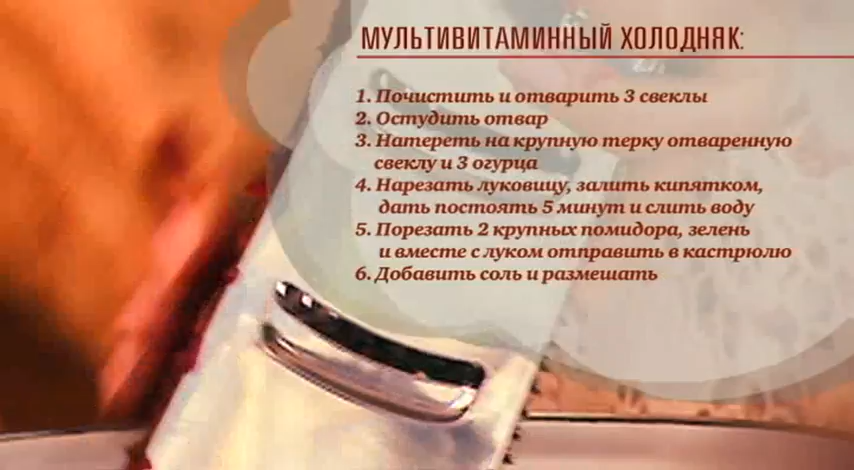 МУЛЬТИВИТАМИННЫЙ ХОЛОДНЯК:
1. Почистить и отварить 3 свеклы
2. Остудить отвар
3. Натереть на крупную терку отваренную
свеклу и 3 огурца
4. Нарезать луковицу, залить кипятком,
дать постоять 5 минут и слить воду
5. Порезать 2 крупных помидора, зелень
и вместе с луком отправить в кастрюлю
6. Добавить соль и размешать